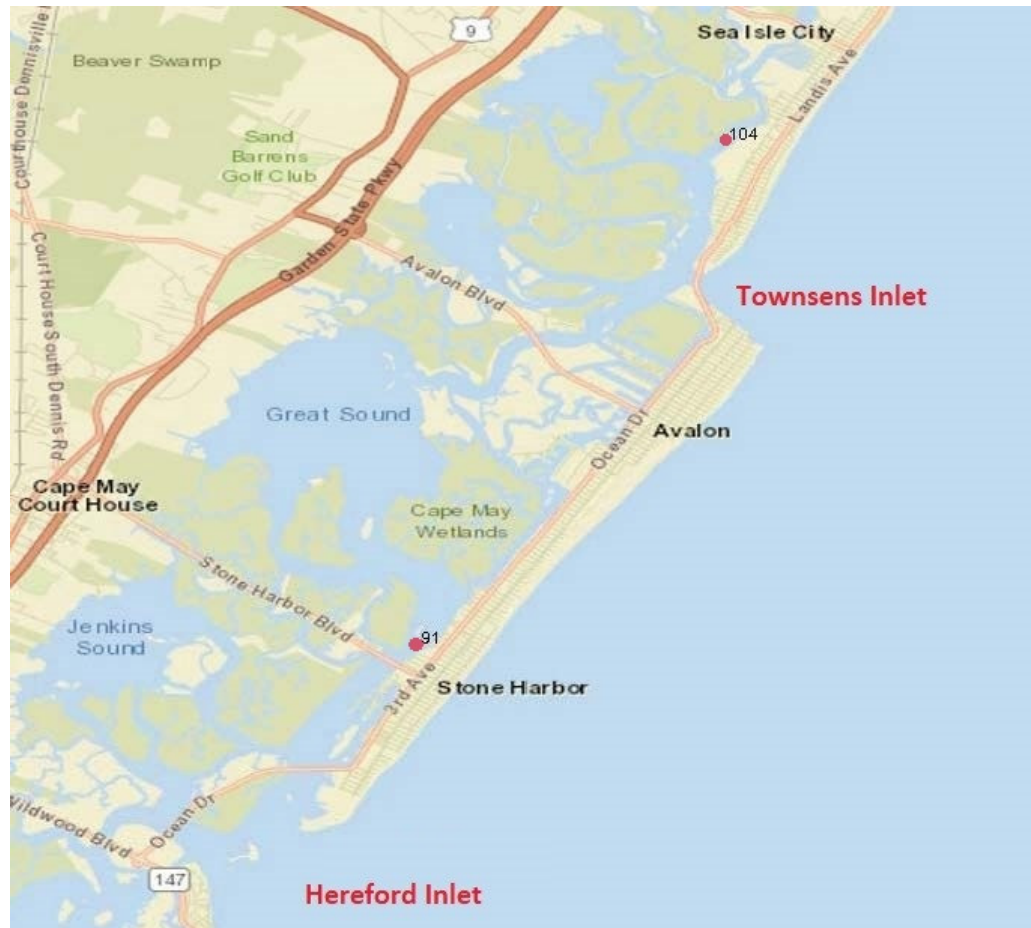 Sea Isle City
9
Beaver Swamp
Landis Ave
Courthouse Dennisville
104
Sand
Barrens
Golf Club
Garden State Pkwy
Court House South Dennis Rd
Avalon Blvd
Townsens Inlet
Great Sound
Ocean Dr
Avalon
Cape May
Court House
Cape May
Wetlands
Stone Harbor Blvd
Jenkins
Sound
91
3rd Ave
Stone Harbor
Ocean Dr
Wildwood Blvd
147
Hereford Inlet